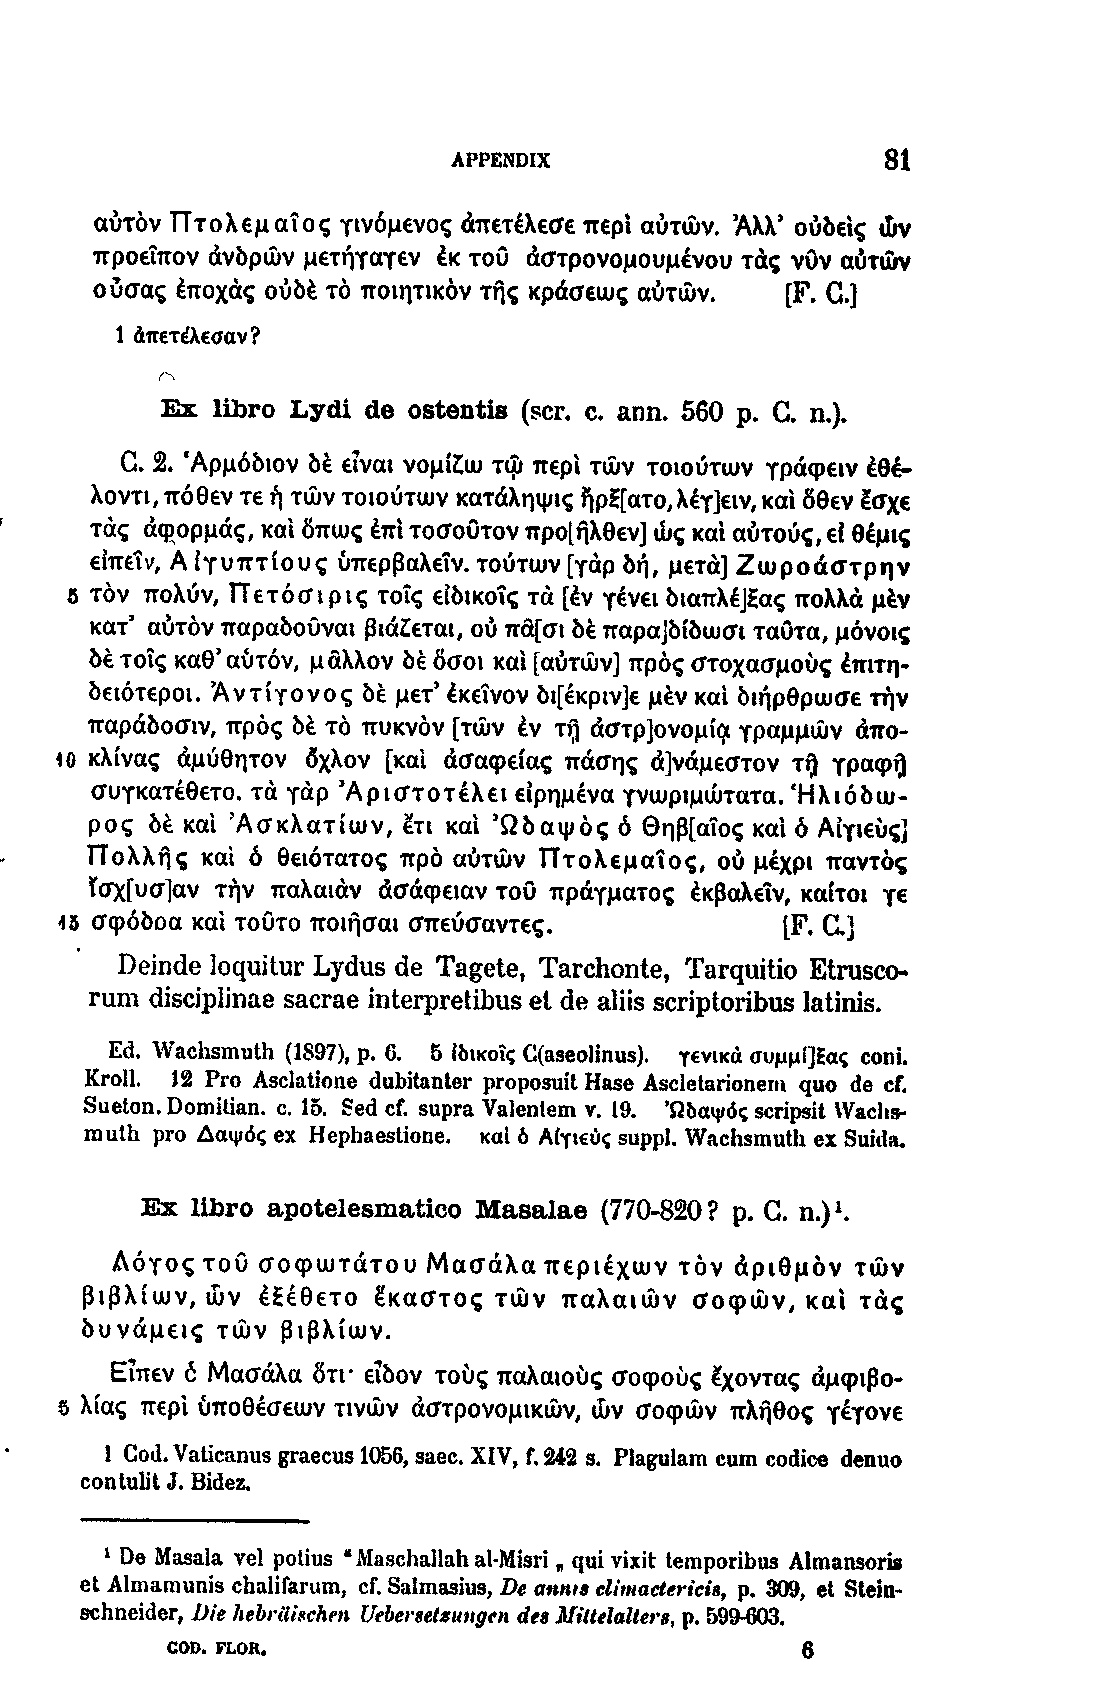 APPENDIX 81
αὐτὸν Πτολεμαῖος γινόμενος ἀπετέλεσε περὶ αὐτῶν. Ἀλλ’ οὐδεὶς ὧν
προεῖπον ἀνδρῶν μετήγαγεν ἐκ τοῦ ἀστρονομουμένου τὰς νῦν αὐτῶν
οὔσας ἐποχὰς οὐδὲ τὸ ποιητικὸν τῆς κράσεως αὐτῶν. [F. C.]
1 ἀπετέλεσαν?
Ex libro Lydi de ostentis (scr. c. ann. 560 p. C. n.).
C. 2. Ἁρμόδιον δὲ εἶναι νομίζω τῷ περὶ τῶν τοιούτων γράφειν ἐθέ-
λοντι, πόθεν τε ἡ τῶν τοιούτων κατάληψις ἤρξ[ατο, λέγ]ειν, καὶ ὅθεν ἔσχε
τὰς ἀφορμάς, καὶ ὅπως ἐπὶ τοσοῦτον προ[ῆλθεν] ὡς καὶ αὐτούς, εἰ θέμις
εἰπεῖν, Αἰγυπτίους ὑπερβαλεῖν. τούτων [γὰρ δή, μετὰ] Ζωροάστρην
5 τὸν πολύν, Πετόσιρις τοῖς εἰδικοῖς τὰ [ἐν γένει διαπλέ]ξας πολλὰ μὲν
κατ’ αὐτὸν παραδοῦναι βιάζεται, οὐ πᾶ[σι δὲ παρα]δίδωσι ταῦτα, μόνοις
δὲ τοῖς καθ’ αὑτόν, μᾶλλον δὲ ὅσοι καὶ [αὐτῶν] πρὸς στοχασμοὺς ἐπιτη-
δειότεροι. Ἀντίγονος δὲ μετ’ ἐκεῖνον δι[έκριν]ε μὲν καὶ διήρθρωσε τὴν
παράδοσιν, πρὸς δὲ τὸ πυκνὸν [τῶν ἐν τῇ ἀστρ]ονομίᾳ γραμμῶν ἀπο-
10 κλίνας ἀμύθητον ὄχλον [καὶ ἀσαφείας πάσης ἀ]νάμεστον τῇ γραφῇ
συγκατέθετο. τὰ γὰρ Ἀριστοτέλει εἰρημένα γνωριμώτατα. Ἡλιόδω-
ρος δὲ καὶ Ἀσκλατίων, ἔτι καὶ Ὠδαψὸς ὁ Θηβ[αῖος καὶ ὁ Αἰγιεὺς]
Πολλῆς καὶ ὁ θειότατος πρὸ αὐτῶν Πτολεμαῖος, οὐ μέχρι παντὸς
ἴσχ[υσ]αν τὴν παλαιὰν ἀσάφειαν τοῦ πράγματος ἐκβαλεῖν, καίτοι γε
15 σφόδρα καὶ τοῦτο ποιῆσαι σπεύσαντες. [F. C.]
Deinde loquitur Lydus de Tagete, Tarchonte, Tarquitio Etrusco-
rum disciplinae sacrae interpretibus et de aliis scriptoribus latinis.
Ed. Wachsmuth (1897), p. 6. 5 ἰδικοῖς C(aseolinus). γενικὰ συμμί]ξας coni.
Kroll. 12 Pro Asclatione dubitanter proposuit Hase Ascletarionem quo de cf.
Sueton. Domitian. c. 15. Sed cf. supra Valentem v. 19. Ὠδαψός scripsit Wachs-
muth pro Δαψός ex Hephaestione. καὶ ὁ Αἰγιεὺς suppl. Wachsmuth ex Suida.
Ex libro apotelesmatico Masalae (770-820? p. C. n.)¹.
Λόγος τοῦ σοφωτάτου Μασάλα περιέχων τὸν ἀριθμὸν τῶν
βιβλίων, ὧν ἐξέθετο ἕκαστος τῶν παλαιῶν σοφῶν, καὶ τὰς
δυνάμεις τῶν βιβλίων.
Εἶπεν ὁ Μασάλα ὅτι· εἶδον τοὺς παλαιοὺς σοφοὺς ἔχοντας ἀμφιβο-
5 λίας περὶ ὑποθέσεων τινῶν ἀστρονομικῶν, ὧν σοφῶν πλῆθος γέγονε
1 Cod. Vaticanus graecus 1056, saec. XIV, f. 242 s. Plagulam cum codice denuo
contulit J. Bidez.
¹ De Masala vel potius “Maschallah al-Misri„ qui vixit temporibus Almansoris
et Almamunis chalifarum, cf. Salmasius, De annis climactericis, p. 309, et Stein-
schneider, Die hebräischen Uebersetzungen des Mittelalters, p. 599-603.
COD. FLOR. 6